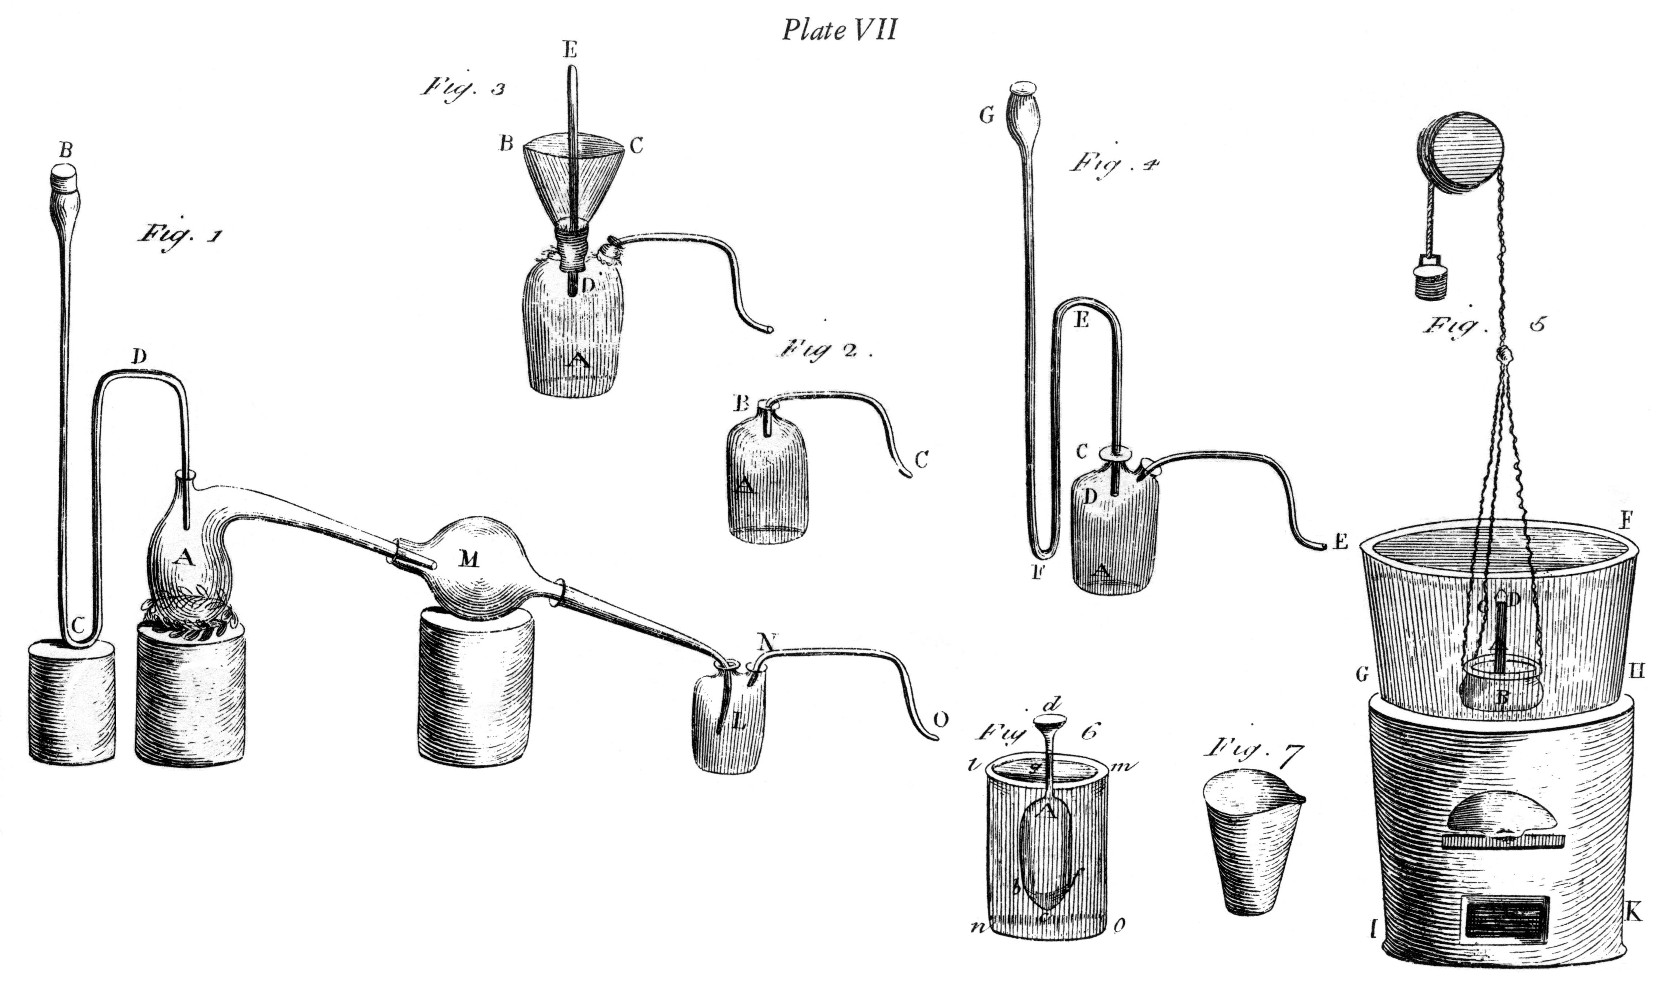 Plate VII
Fig. 1
B
D
C
A
M
N
L
O
Fig. 3
E
B
C
D
A
Fig 2.
B
C
A
Fig. 4
G
E
C
D
A
F
E
Fig. 5
F
C D
A
B
G
H
I
K
Fig 6
d
l
g
m
A
b
f
e
n
o
Fig. 7